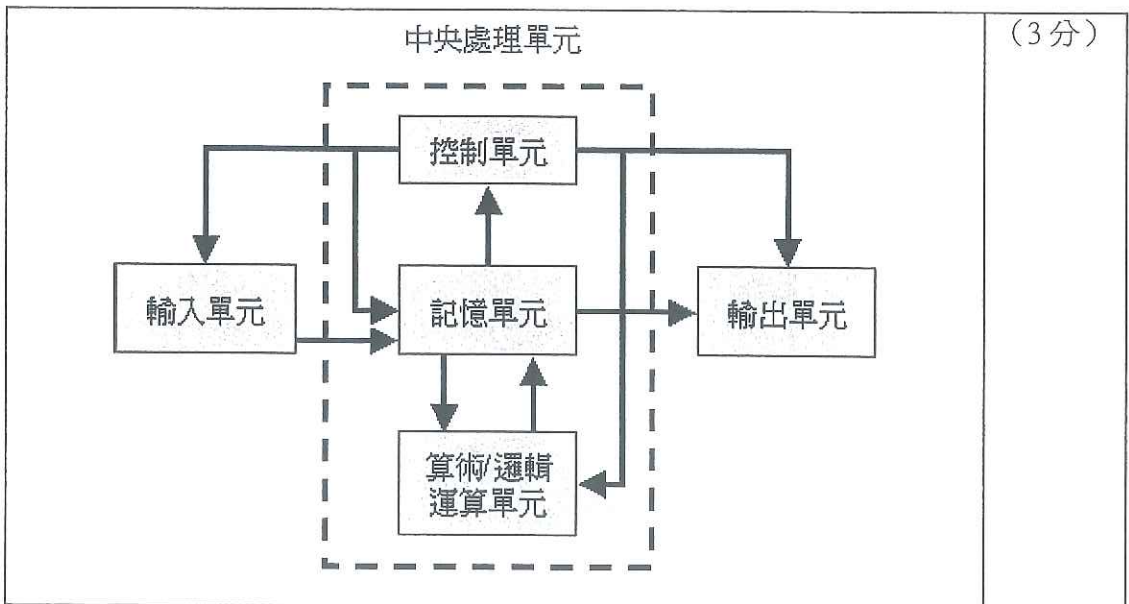 中央處理單元
（3分）
控制單元
輸入單元
記憶單元
輸出單元
算術/邏輯
運算單元